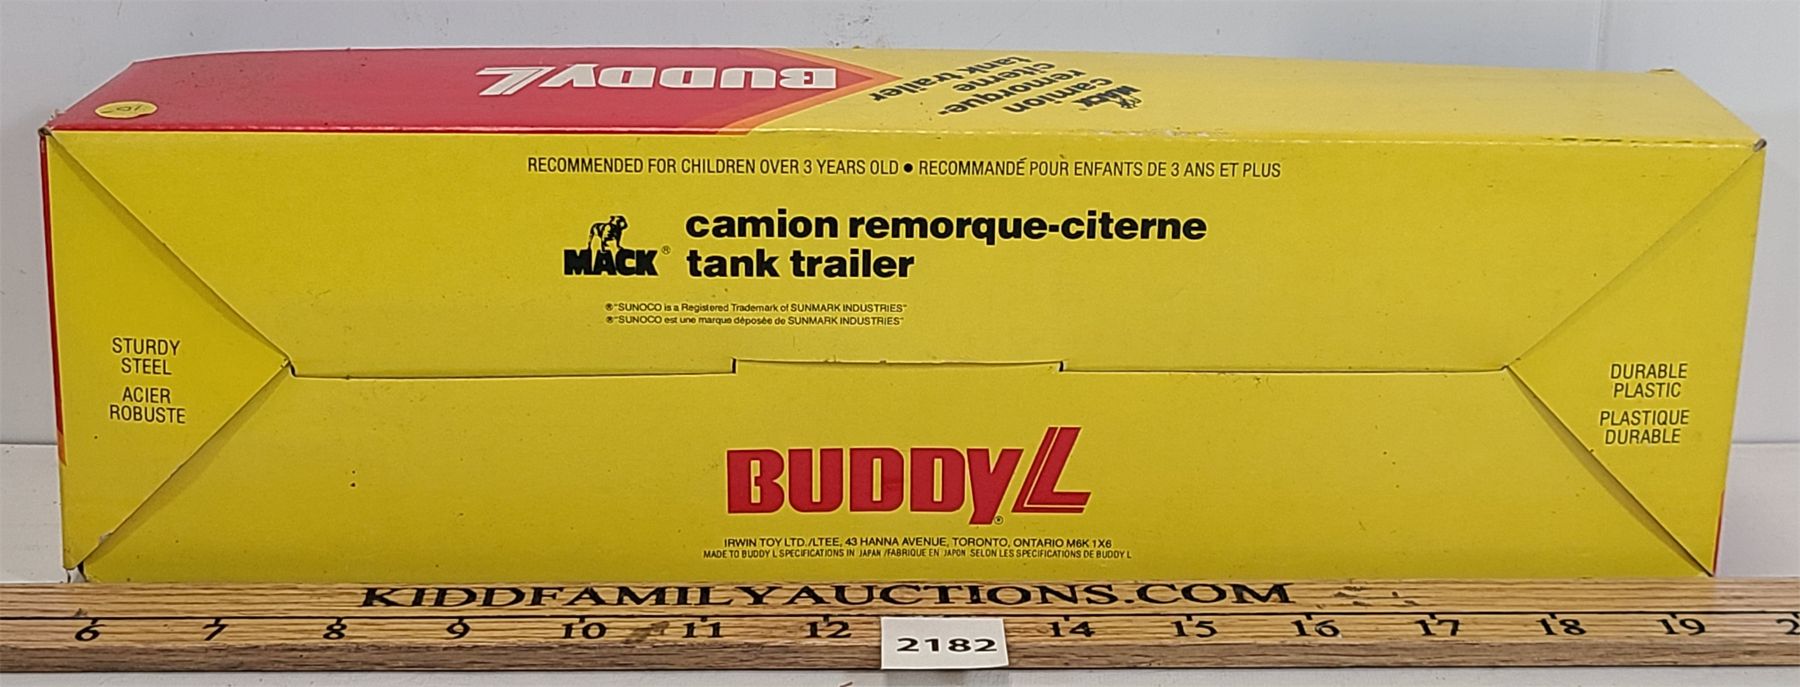 BUDDY L
MACK
camion
remorque-
citerne
tank trailer
RECOMMENDED FOR CHILDREN OVER 3 YEARS OLD ● RECOMMANDÉ POUR ENFANTS DE 3 ANS ET PLUS
MACK® camion remorque-citerne
tank trailer
®"SUNOCO is a Registered Trademark of SUNMARK INDUSTRIES"
®"SUNOCO est une marque déposée de SUNMARK INDUSTRIES"
STURDY
STEEL
ACIER
ROBUSTE
DURABLE
PLASTIC
PLASTIQUE
DURABLE
BUDDY L®
IRWIN TOY LTD./LTEE, 43 HANNA AVENUE, TORONTO, ONTARIO M6K 1X6
MADE TO BUDDY L SPECIFICATIONS IN JAPAN /FABRIQUE EN JAPON SELON LES SPECIFICATIONS DE BUDDY L
KIDDFAMILYAUCTIONS.COM
6 7 8 9 10 11 12 14 15 16 17 18 19 2
2182